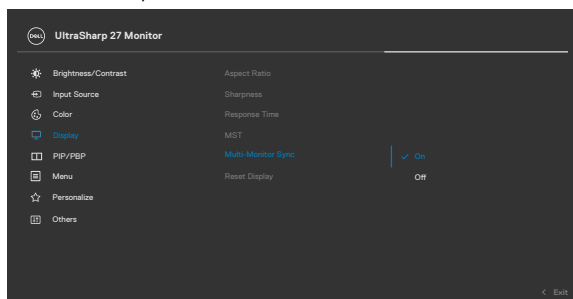 DELL UltraSharp 27 Monitor
Brightness/Contrast Aspect Ratio
Input Source Sharpness
Color Response Time
Display MST
PIP/PBP Multi-Monitor Sync ✓ On
Menu Reset Display Off
Personalize
Others
< Exit